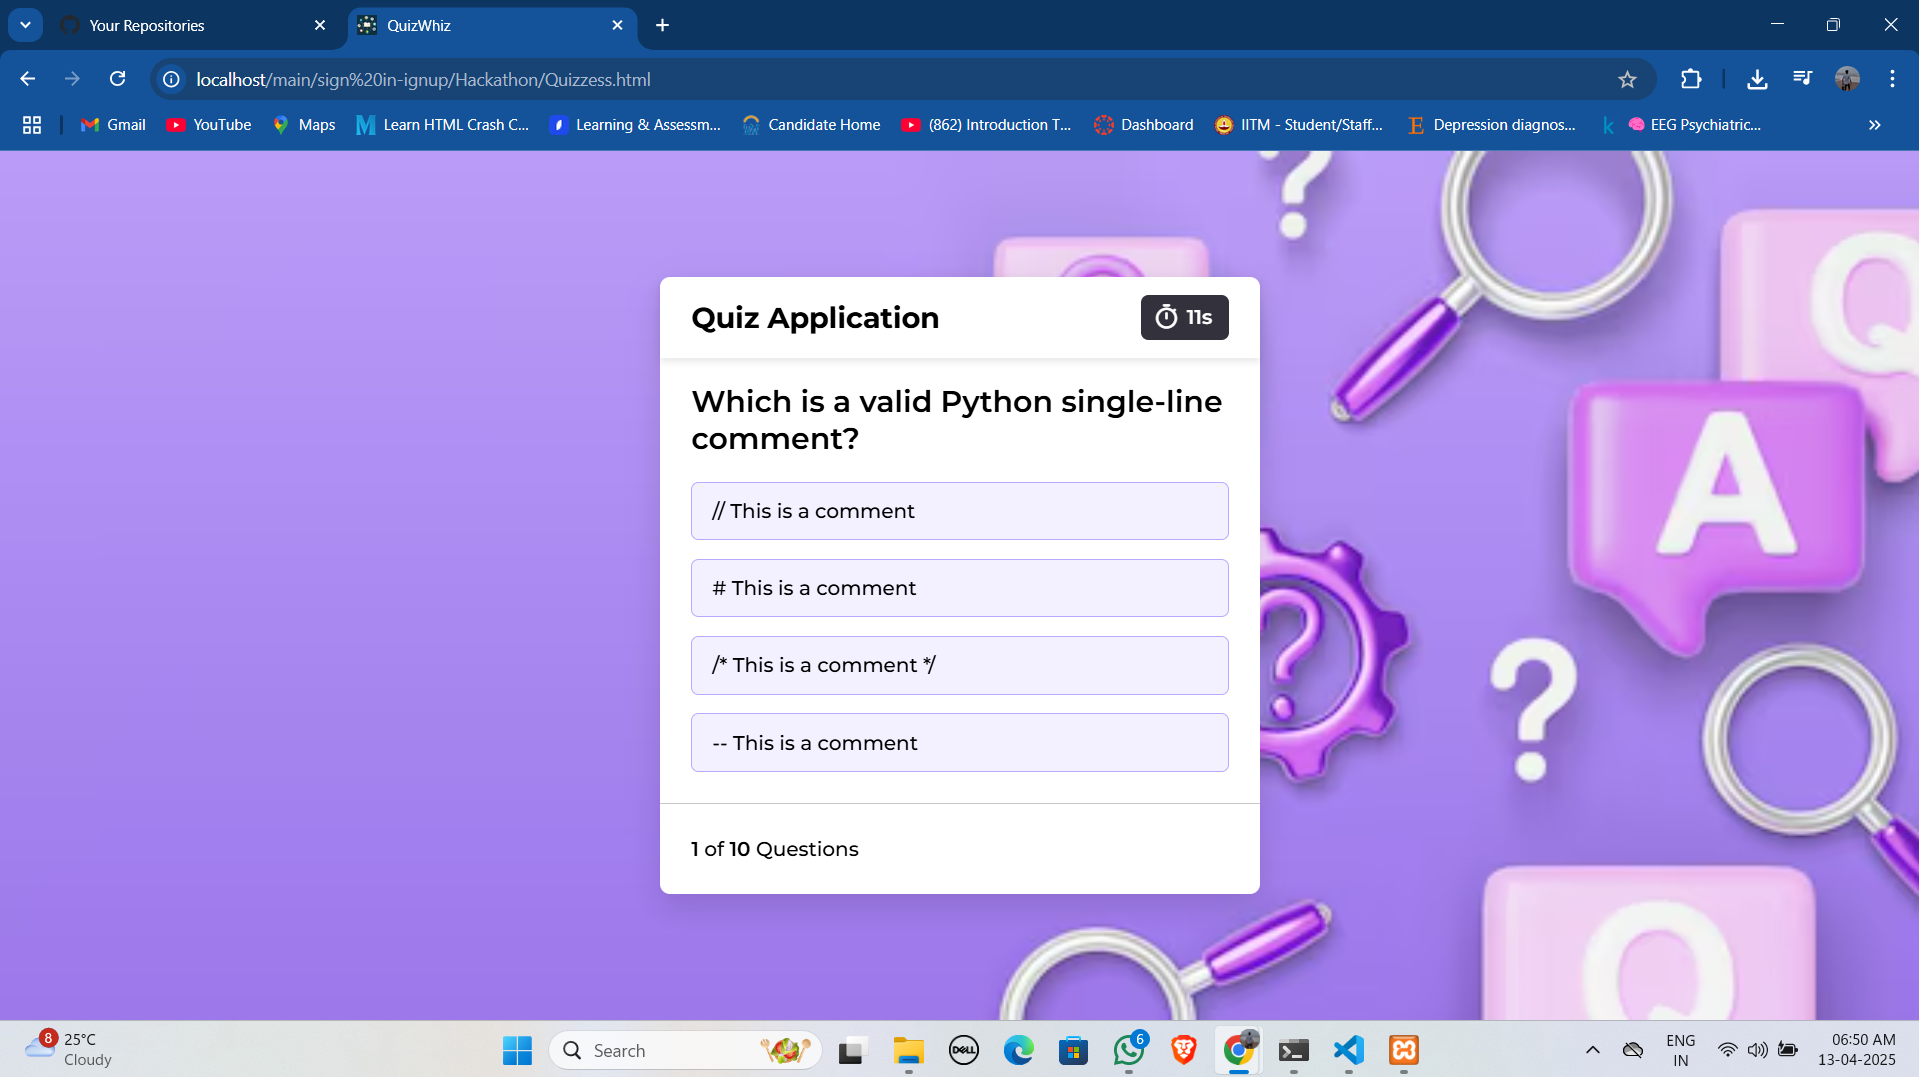 Your Repositories
QuizWhiz
localhost/main/sign%20in-ignup/Hackathon/Quizzess.html
Gmail
YouTube
Maps
Learn HTML Crash C...
Learning & Assessm...
Candidate Home
(862) Introduction T...
Dashboard
IITM - Student/Staff...
Depression diagnos...
EEG Psychiatric...
Quiz Application
11s
Which is a valid Python single-line
comment?
// This is a comment
# This is a comment
/* This is a comment */
-- This is a comment
1 of 10 Questions
?
Q
A
?
?
Q
8
25°C
Cloudy
Search
DELL
6
ENG
IN
06:50 AM
13-04-2025